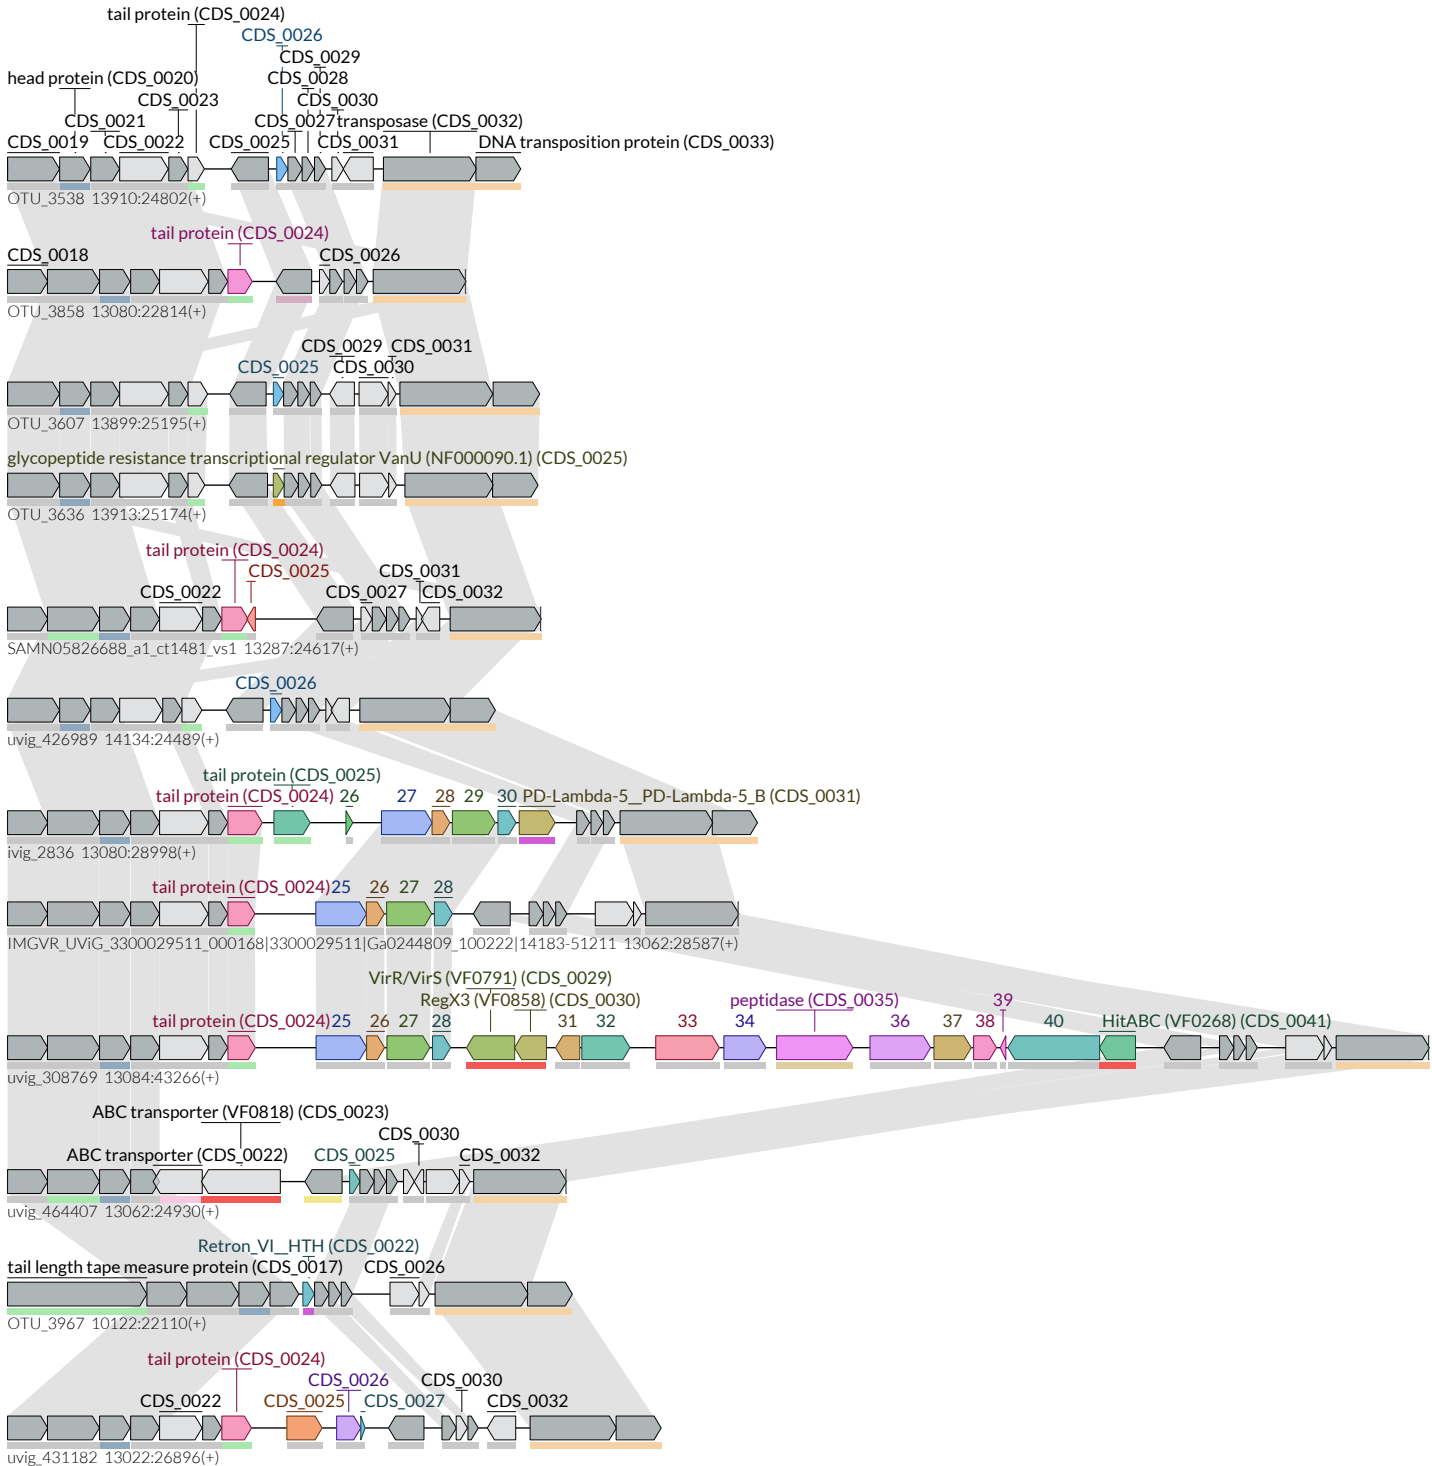 tail protein (CDS_0024)
CDS_0026
CDS_0029
head protein (CDS_0020) CDS_0028
CDS_0023 CDS_0030
CDS_0021 CDS_0027 transposase (CDS_0032)
CDS_0019 CDS_0022 CDS_0025 CDS_0031 DNA transposition protein (CDS_0033)
OTU_3538 13910:24802(+)
tail protein (CDS_0024)
CDS_0018 CDS_0026
OTU_3858 13080:22814(+)
CDS_0029 CDS_0031
CDS_0025 CDS_0030
OTU_3607 13899:25195(+)
glycopeptide resistance transcriptional regulator VanU (NF000090.1) (CDS_0025)
OTU_3636 13913:25174(+)
tail protein (CDS_0024)
CDS_0025 CDS_0031
CDS_0022 CDS_0027 CDS_0032
SAMN05826688_a1_ct1481_vs1 13287:24617(+)
CDS_0026
uvig_426989 14134:24489(+)
tail protein (CDS_0025)
tail protein (CDS_0024) 26 27 28 29 30 PD-Lambda-5__PD-Lambda-5_B (CDS_0031)
ivig_2836 13080:28998(+)
tail protein (CDS_0024) 25 26 27 28
IMGVR_UViG_3300029511_000168|3300029511|Ga0244809_100222|14183-51211 13062:28587(+)
VirR/VirS (VF0791) (CDS_0029)
RegX3 (VF0858) (CDS_0030) peptidase (CDS_0035) 39
tail protein (CDS_0024) 25 26 27 28 31 32 33 34 36 37 38 40 HitABC (VF0268) (CDS_0041)
uvig_308769 13084:43266(+)
ABC transporter (VF0818) (CDS_0023)
CDS_0030
ABC transporter (CDS_0022) CDS_0025 CDS_0032
uvig_464407 13062:24930(+)
Retron_VI__HTH (CDS_0022)
tail length tape measure protein (CDS_0017) CDS_0026
OTU_3967 10122:22110(+)
tail protein (CDS_0024)
CDS_0026 CDS_0030
CDS_0022 CDS_0025 CDS_0027 CDS_0032
uvig_431182 13022:26896(+)